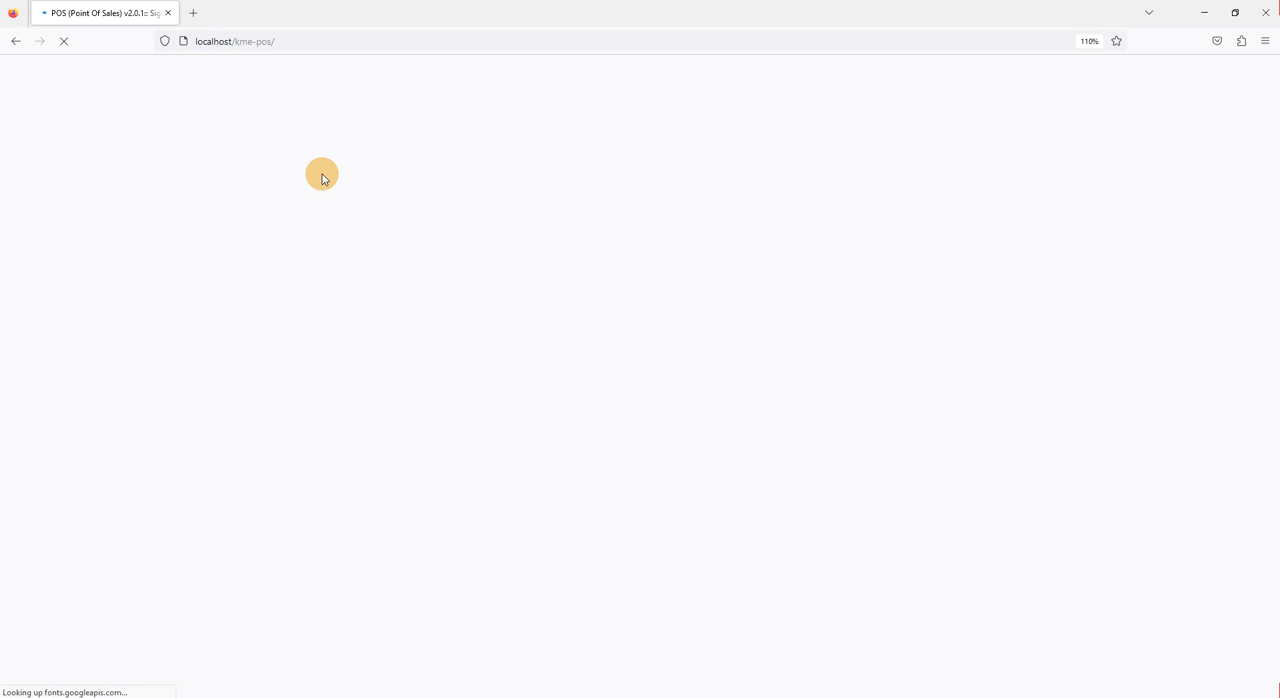 POS (Point Of Sales) v2.0.1:: Sig
localhost/kme-pos/
110%
Looking up fonts.googleapis.com...